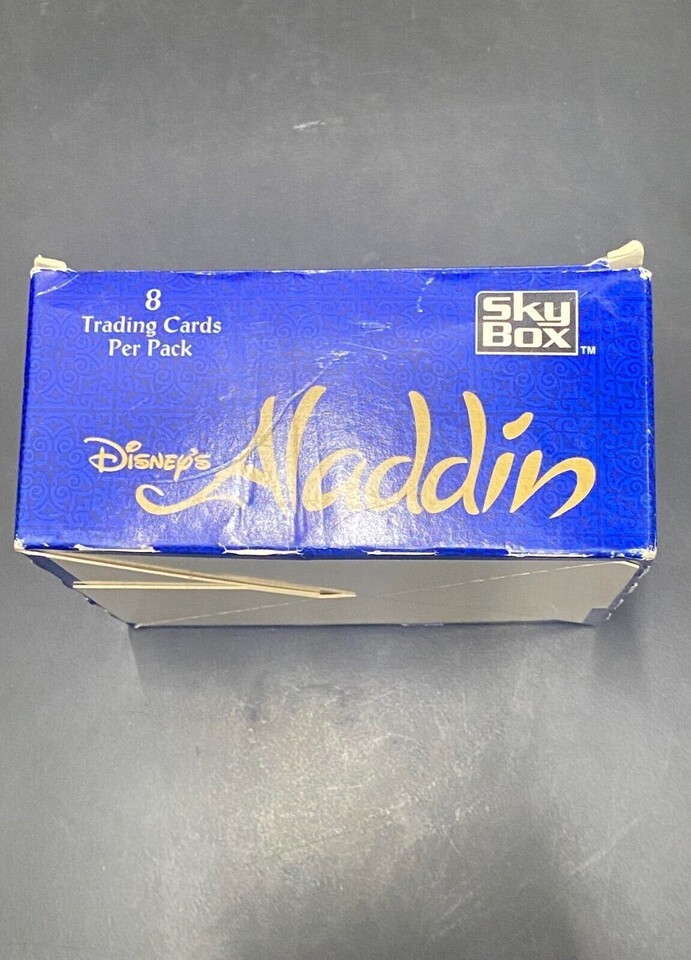 8
Trading Cards
Per Pack
Sky
Box
TM
Disney's Aladdin